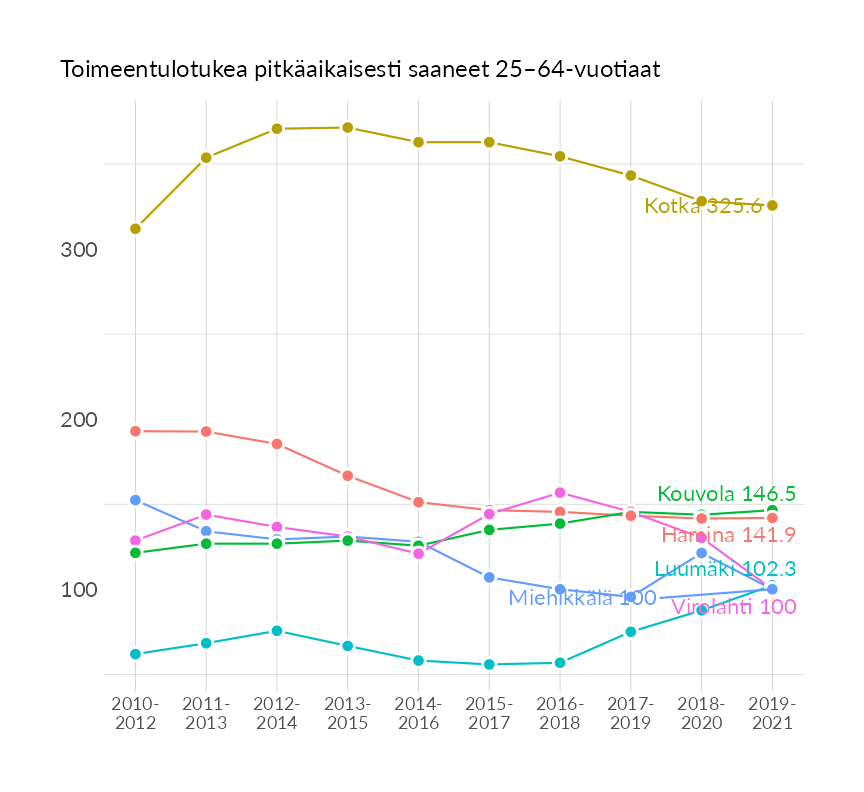 Toimeentulotukea pitkäaikaisesti saaneet 25–64-vuotiaat
300
200
100
Kotka 325.6
Kouvola 146.5
Hamina 141.9
Luumäki 102.3
Miehikkälä 100
Virolahti 100
2010- 2011- 2012- 2013- 2014- 2015- 2016- 2017- 2018- 2019-
2012 2013 2014 2015 2016 2017 2018 2019 2020 2021